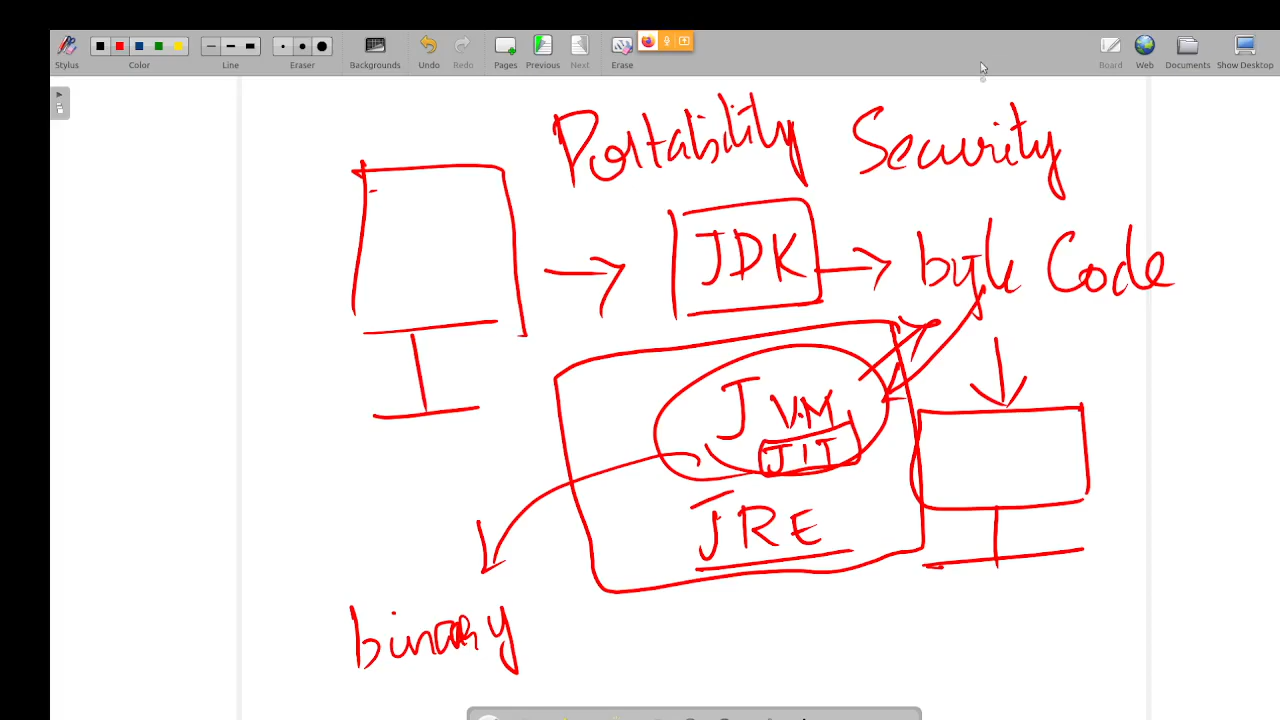 Stylus Color Line Eraser Backgrounds Undo Redo Pages Previous Next Erase Board Web Documents Show Desktop
Portability Security
JDK byte Code
JVM
JIT
JRE
binary